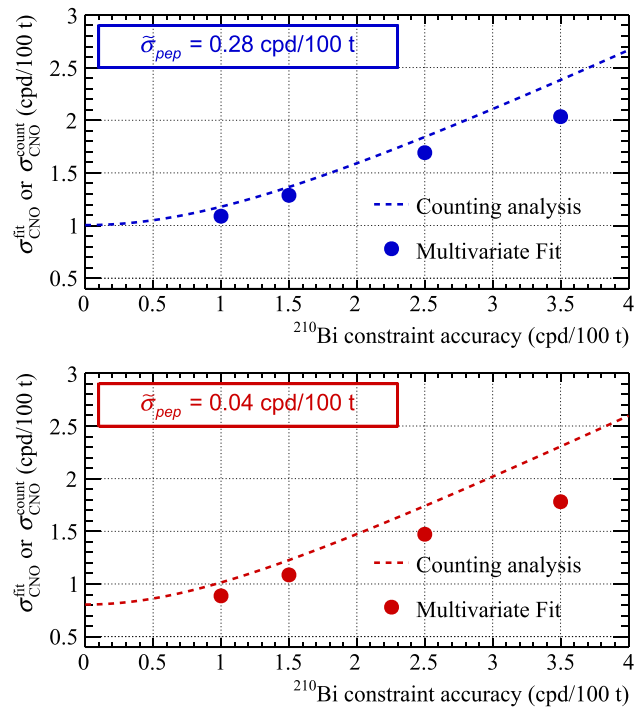 σ̃pep = 0.28 cpd/100 t
σ^fit_CNO or σ^count_CNO (cpd/100 t)
3
2.5
2
1.5
1
0.5
Counting analysis
Multivariate Fit
0 0.5 1 1.5 2 2.5 3 3.5 4
²¹⁰Bi constraint accuracy (cpd/100 t)
σ̃pep = 0.04 cpd/100 t
σ^fit_CNO or σ^count_CNO (cpd/100 t)
3
2.5
2
1.5
1
0.5
Counting analysis
Multivariate Fit
0 0.5 1 1.5 2 2.5 3 3.5 4
²¹⁰Bi constraint accuracy (cpd/100 t)